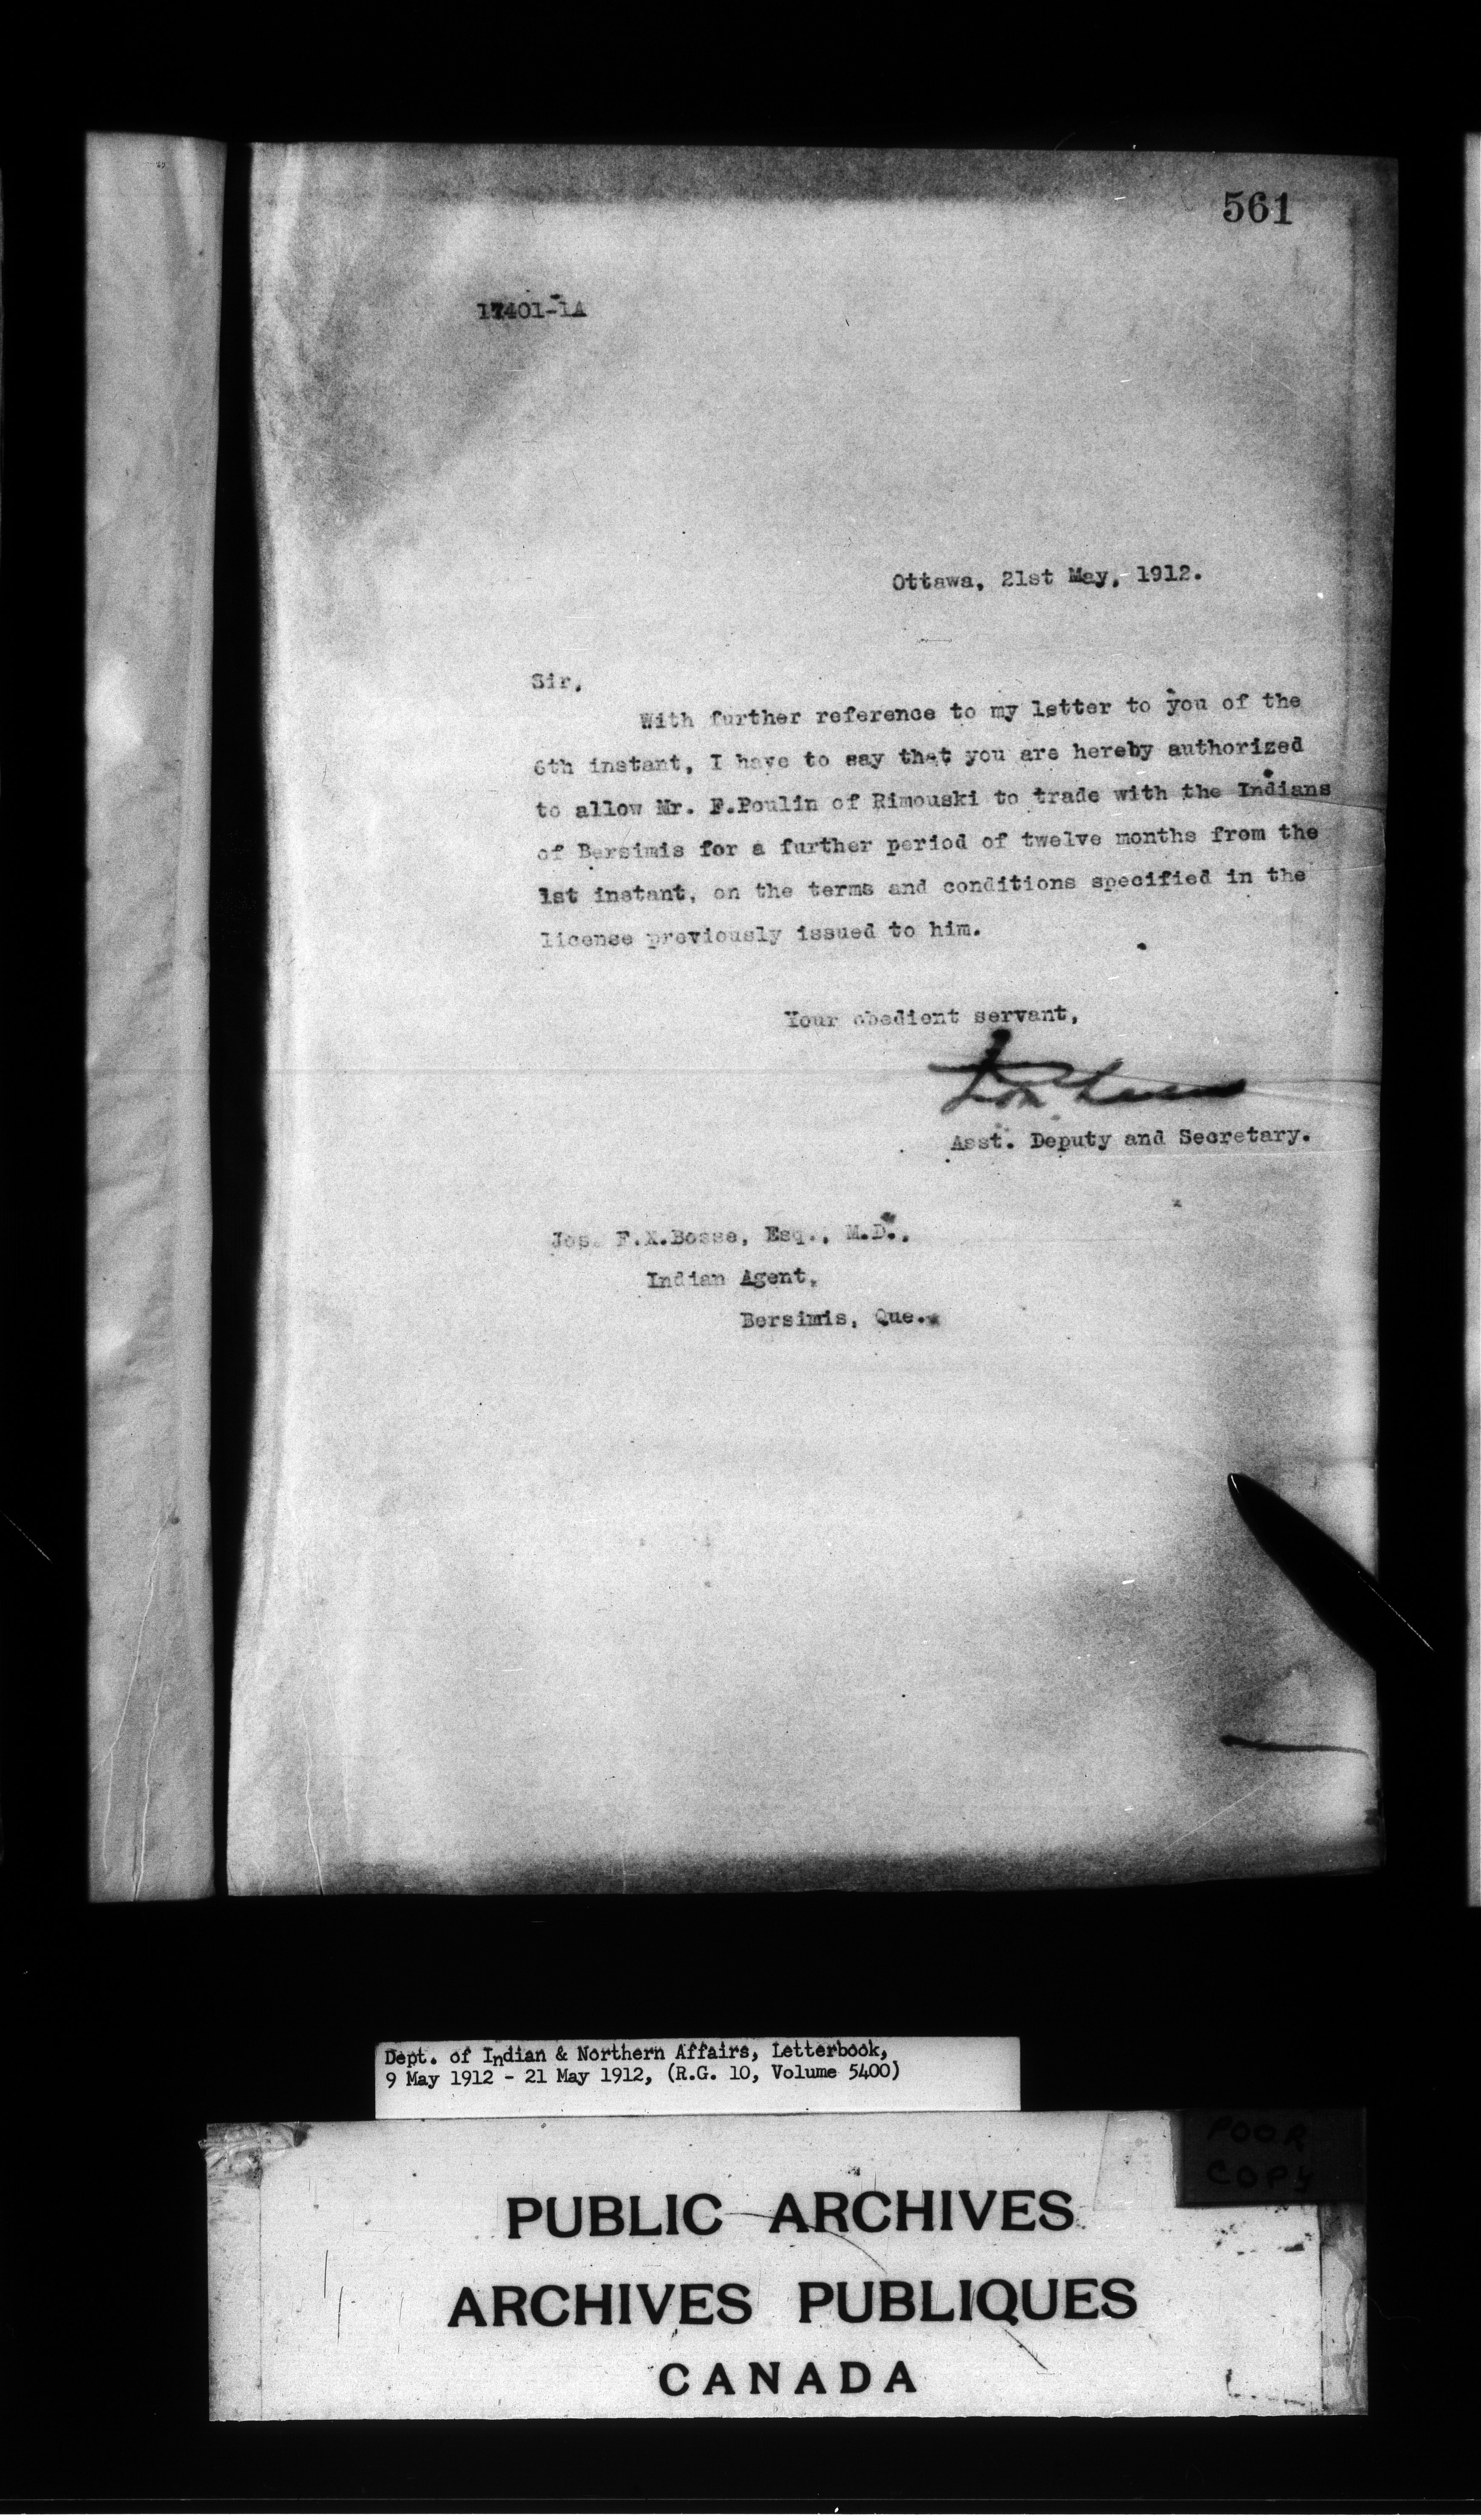 561
17401-1A
Ottawa, 21st May, 1912.
Sir,
With further reference to my letter to you of the
6th instant, I have to say that you are hereby authorized
to allow Mr. F.Poulin of Rimouski to trade with the Indians
of Bersimis for a further period of twelve months from the
1st instant, on the terms and conditions specified in the
license previously issued to him.
Your obedient servant,
Asst. Deputy and Secretary.
Jos. F.X.Bosse, Esq., M.D.,
Indian Agent,
Bersimis, Que.
Dept. of Indian & Northern Affairs, Letterbook,
9 May 1912 - 21 May 1912, (R.G. 10, Volume 5400)
POOR
COPY
PUBLIC ARCHIVES
ARCHIVES PUBLIQUES
CANADA